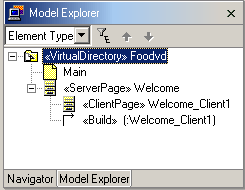 Model Explorer
Element Type
«VirtualDirectory» Foodvd
Main
«ServerPage» Welcome
«ClientPage» Welcome_Client1
«Build» (:Welcome_Client1)
Navigator Model Explorer